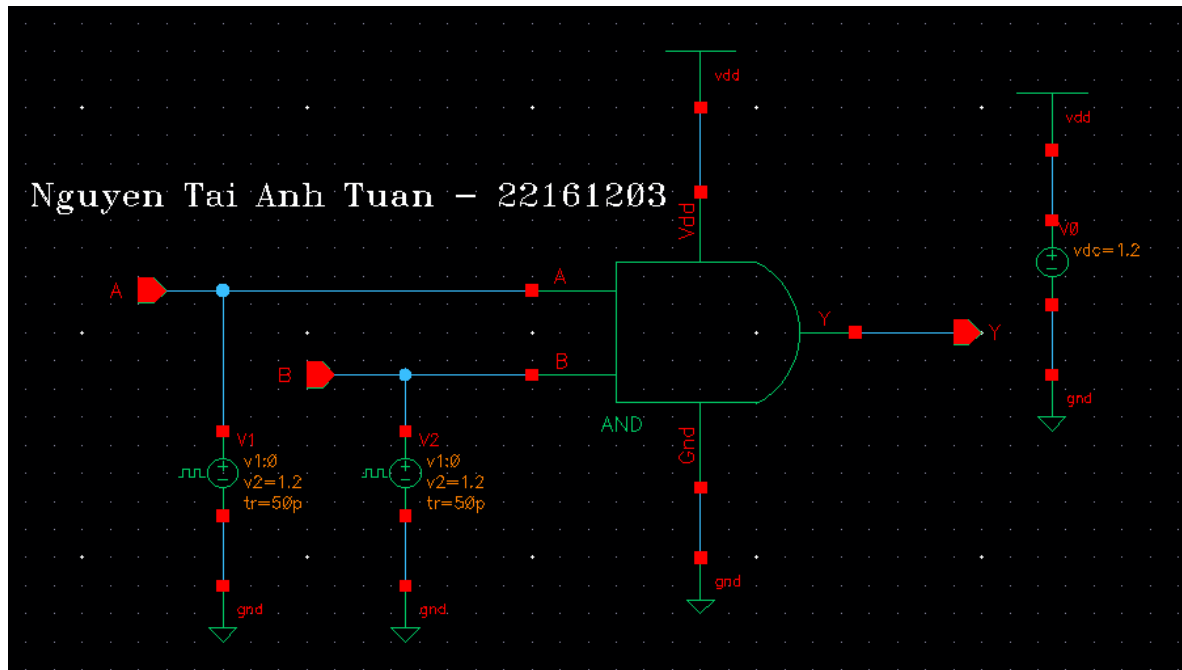 vdd
vdd
Nguyen Tai Anh Tuan - 22161203
Vdd
V0
vdc=1.2
A
A
Y
Y
B
B
AND
Gnd
gnd
V1
v1:0
v2=1.2
tr=50p
V2
v1:0
v2=1.2
tr=50p
gnd
gnd
gnd